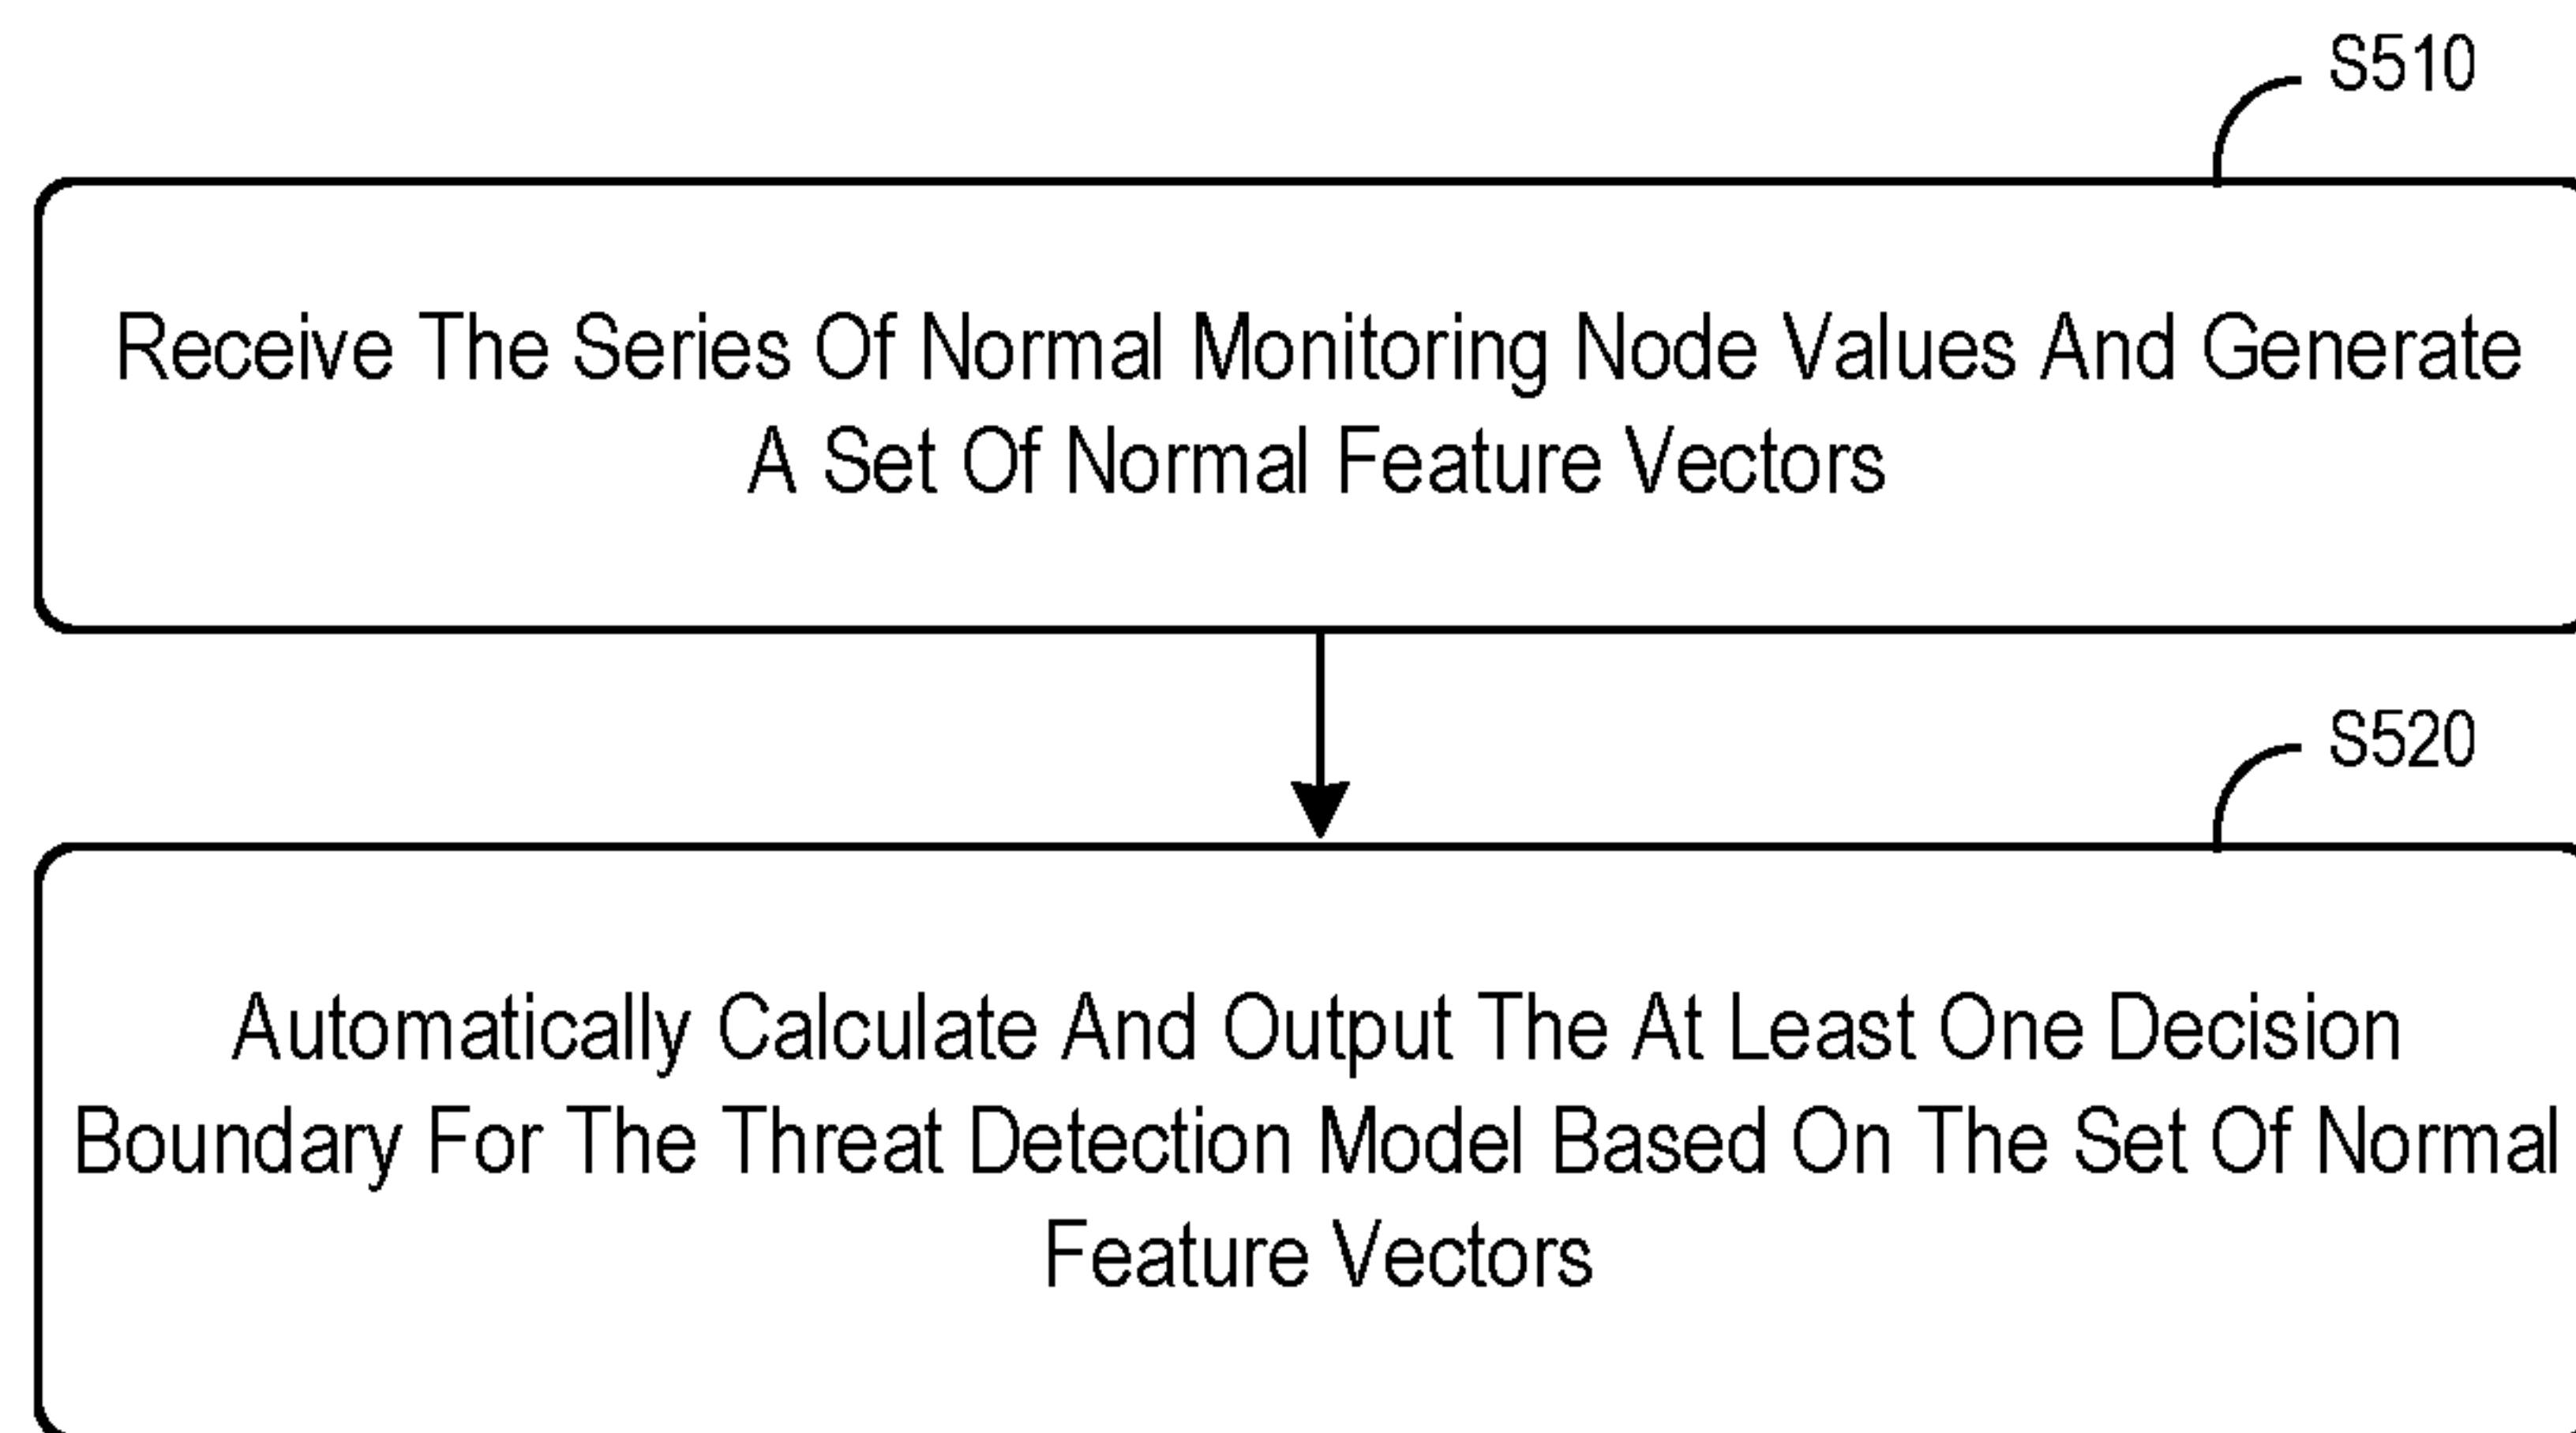 S510
Receive The Series Of Normal Monitoring Node Values And Generate
A Set Of Normal Feature Vectors
S520
Automatically Calculate And Output The At Least One Decision
Boundary For The Threat Detection Model Based On The Set Of Normal
Feature Vectors